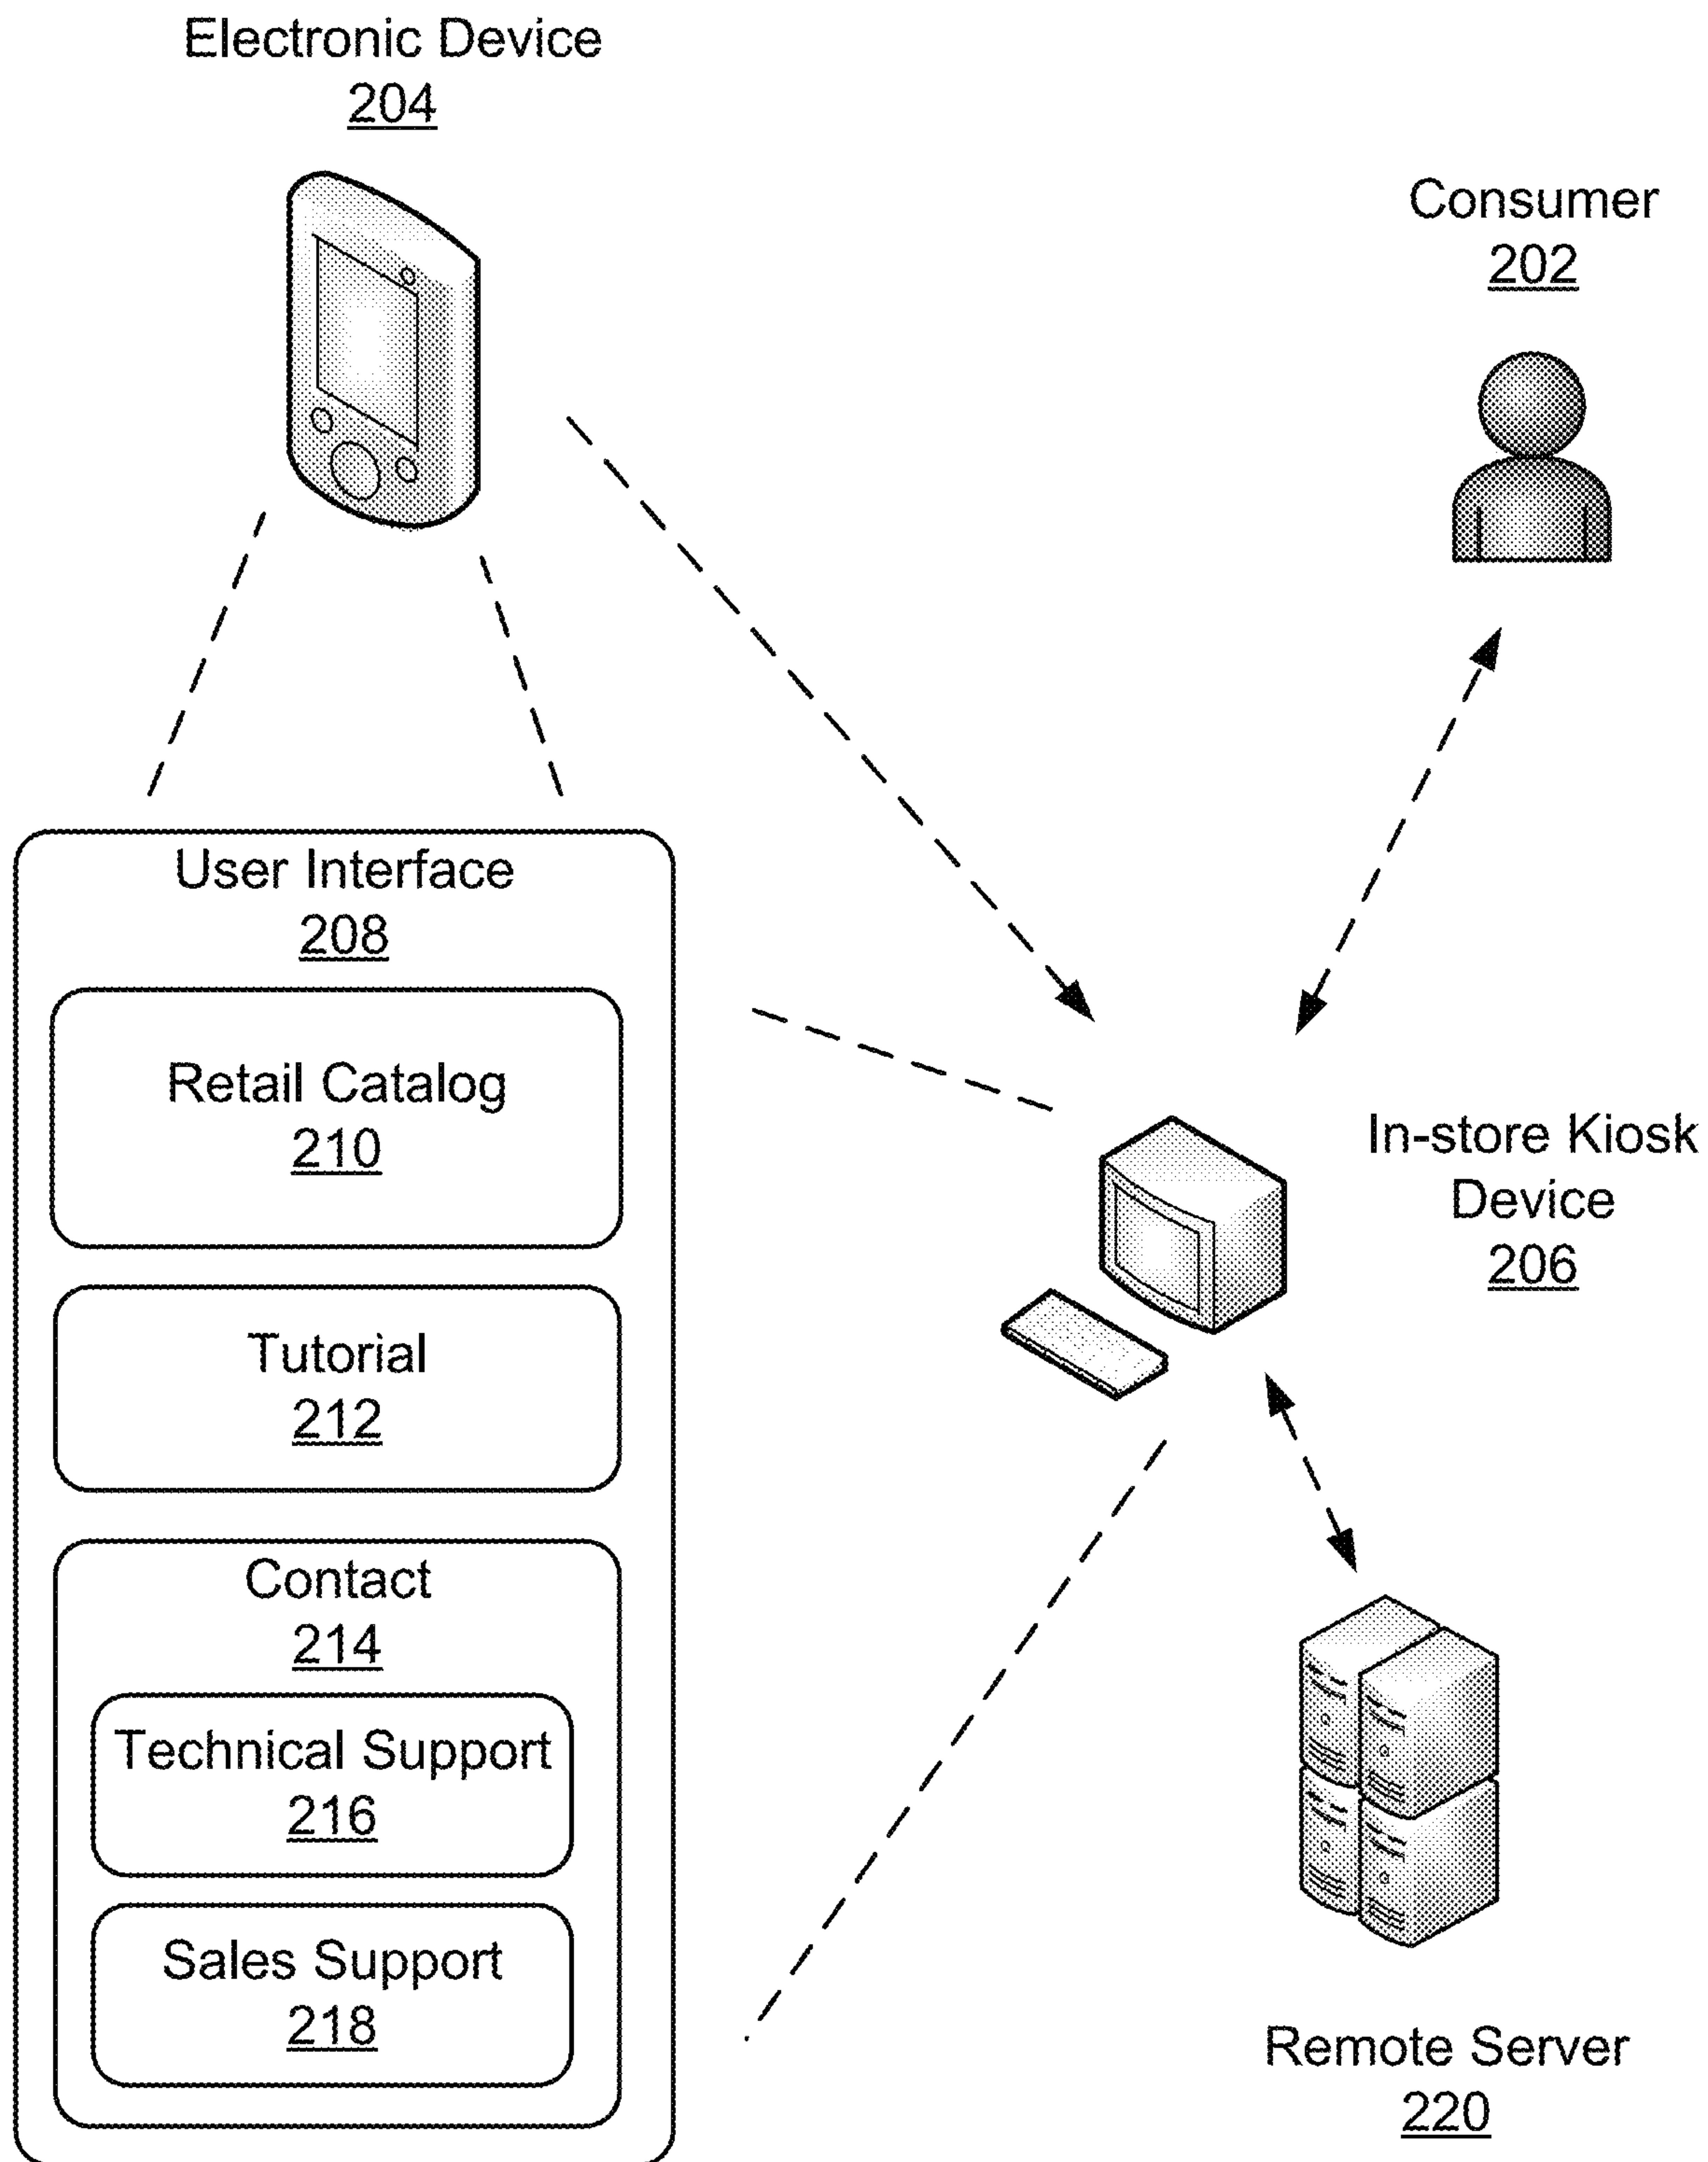 Electronic Device
204
Consumer
202
User Interface
208
Retail Catalog
210
Tutorial
212
Contact
214
Technical Support
216
Sales Support
218
In-store Kiosk
Device
206
Remote Server
220